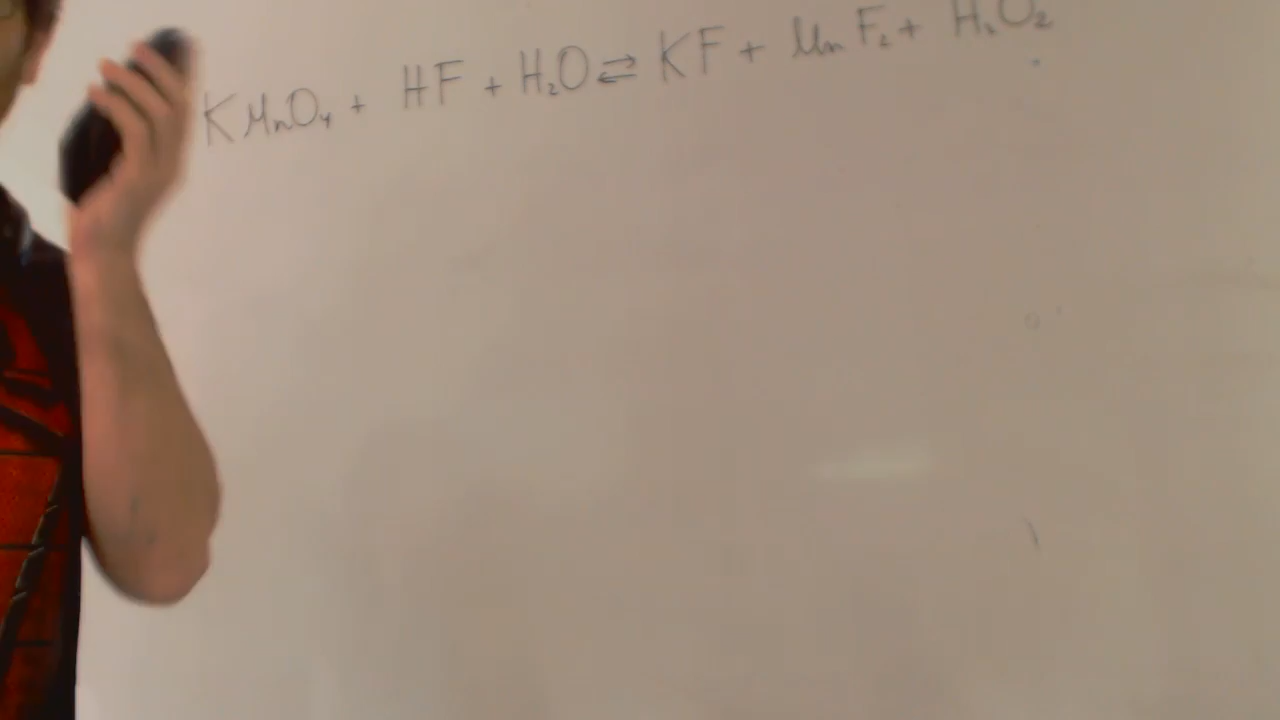 KMnO₄ + HF + H₂O ⇄ KF + MnF₂ + H₂O₂